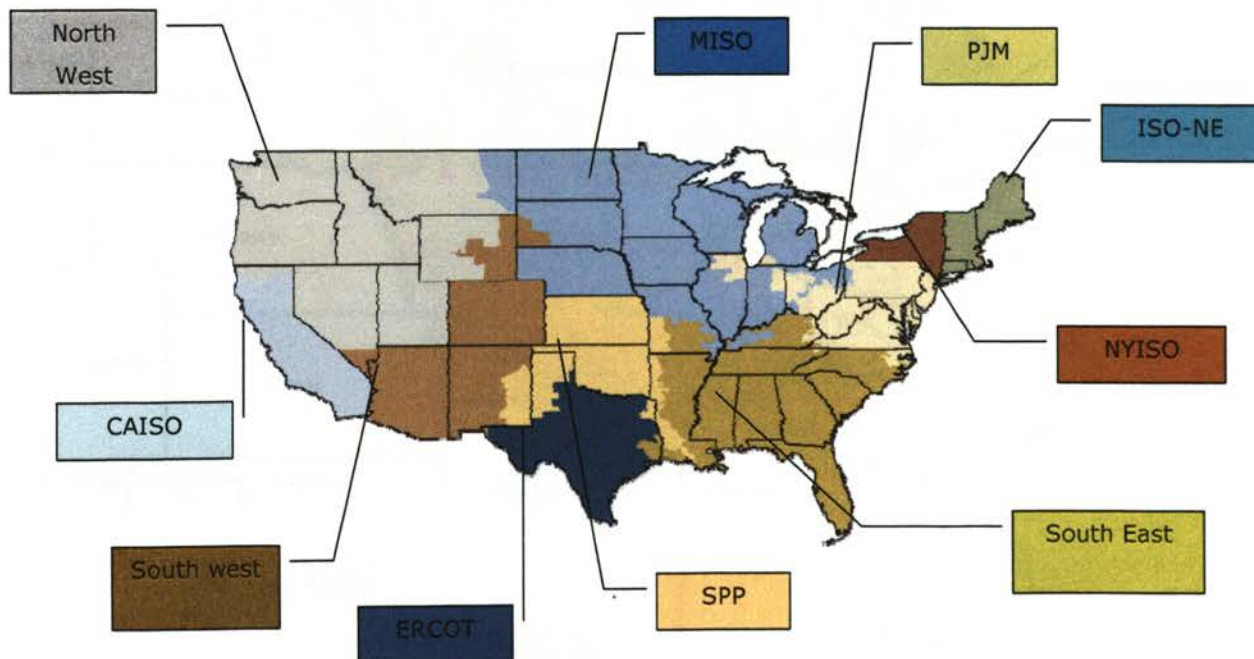 North
West
MISO
PJM
ISO-NE
NYISO
CAISO
South west
ERCOT
SPP
South East